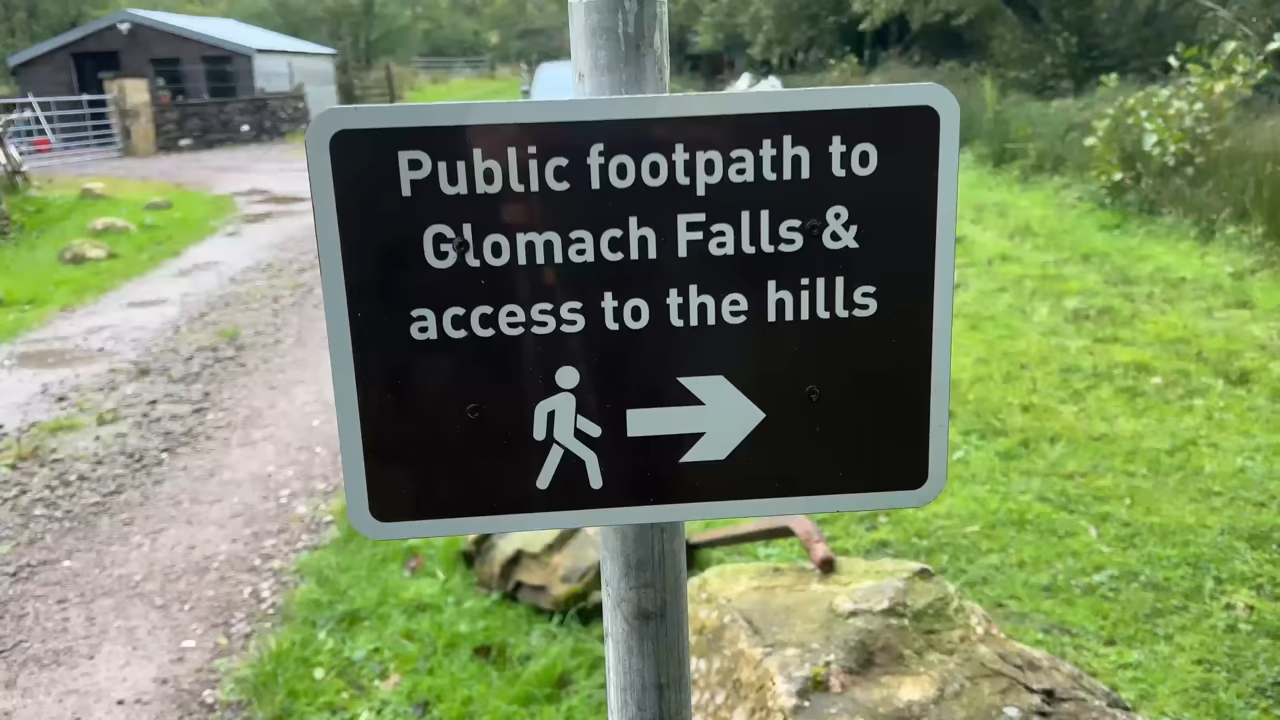 Public footpath to
Glomach Falls &
access to the hills